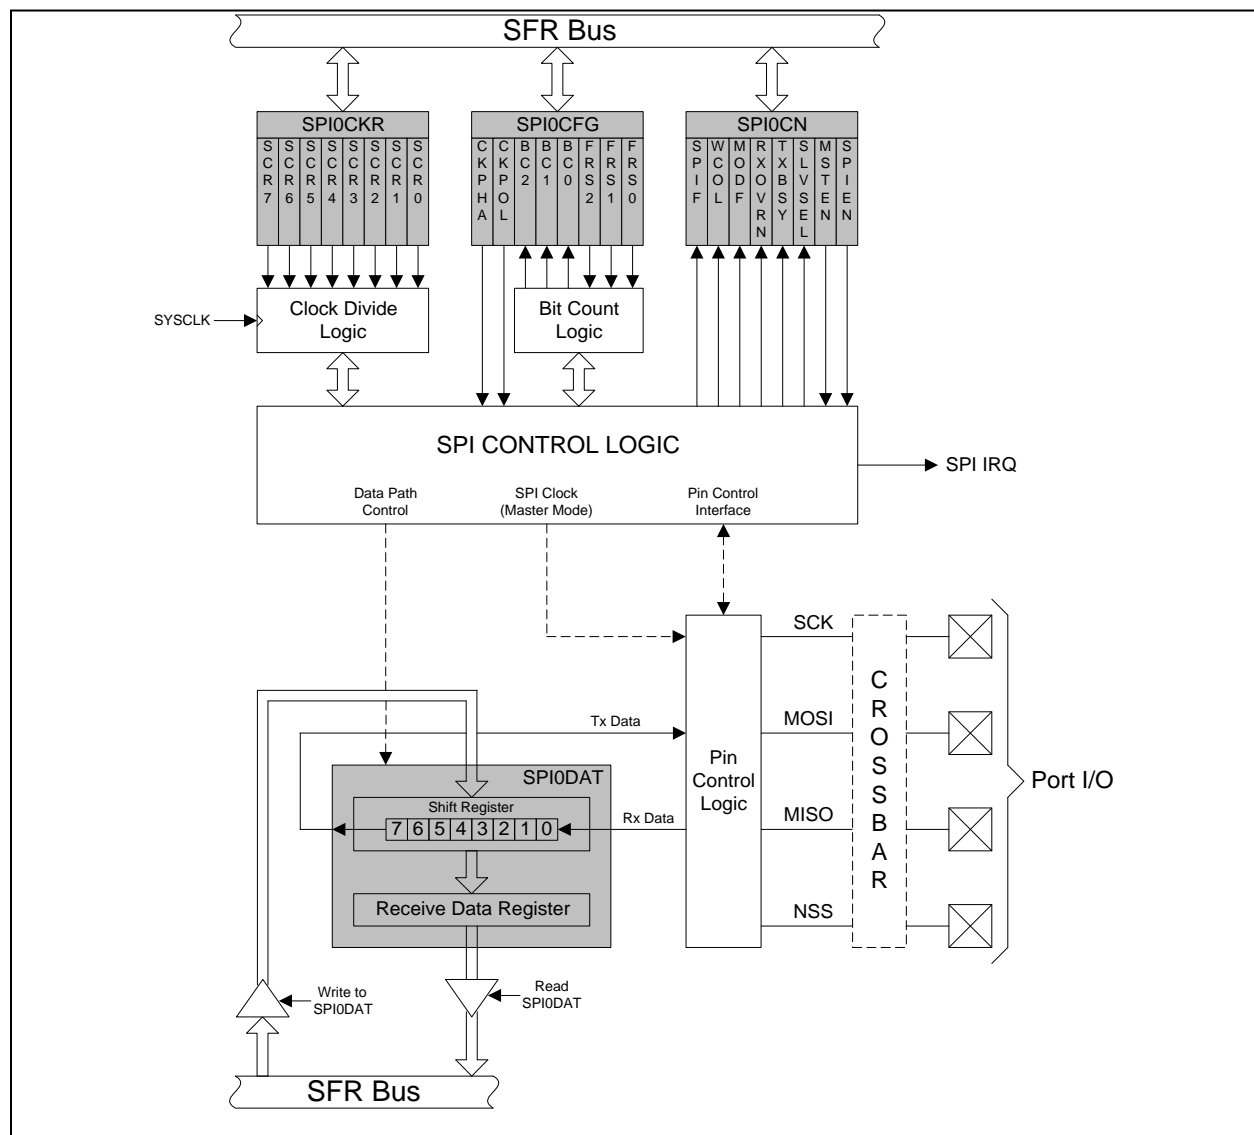 SFR Bus
SPI0CKR
SCR7
SCR6
SCR5
SCR4
SCR3
SCR2
SCR1
SCR0
SPI0CFG
CKPHA
CKPOL
BC2
BC1
BC0
FRS2
FRS1
FRS0
SPI0CN
SPIF
WCOL
MODF
RXOVRN
TXBSY
SLVSEL
MSTEN
SPIEN
SYSCLK
Clock Divide
Logic
Bit Count
Logic
SPI CONTROL LOGIC
SPI IRQ
Data Path
Control
SPI Clock
(Master Mode)
Pin Control
Interface
SCK
MOSI
MISO
NSS
CROSSBAR
Port I/O
Tx Data
Pin
Control
Logic
SPI0DAT
Shift Register
7 6 5 4 3 2 1 0
Rx Data
Receive Data Register
Write to
SPI0DAT
Read
SPI0DAT
SFR Bus